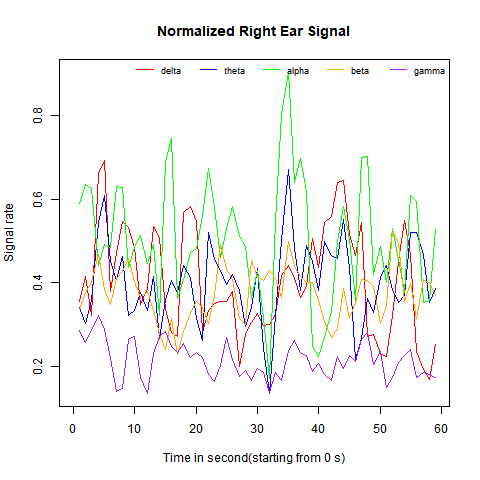 Normalized Right Ear Signal
delta theta alpha beta gamma
Signal rate
0.8
0.6
0.4
0.2
0 10 20 30 40 50 60
Time in second(starting from 0 s)